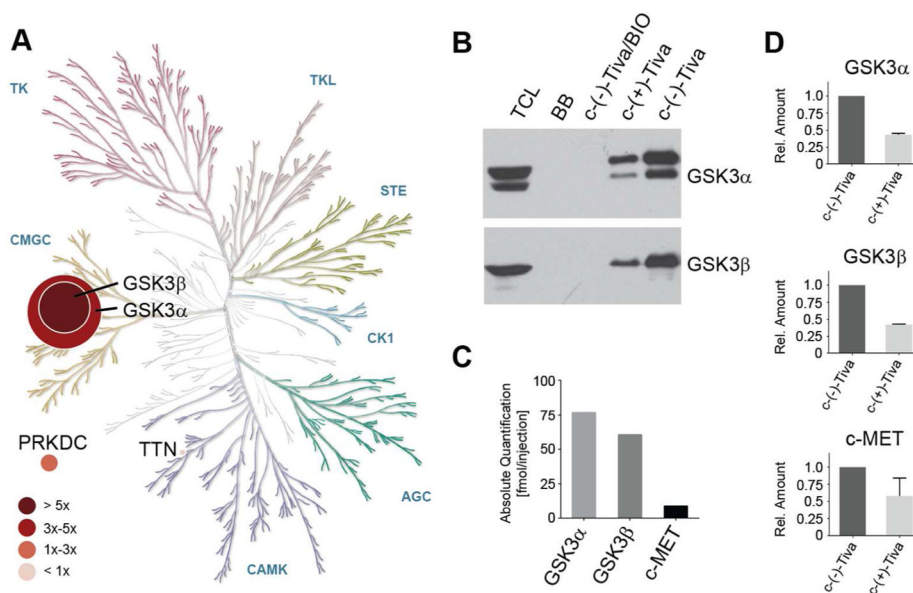 A
TK
TKL
STE
CMGC
GSK3β
GSK3α
CK1
PRKDC
TTN
AGC
CAMK
> 5x
3x-5x
1x-3x
< 1x
B
TCL
BB
c-(-)-Tiva/BIO
c-(+)-Tiva
c-(-)-Tiva
GSK3α
GSK3β
C
Absolute Quantification
[fmol/injection]
100
75
50
25
0
GSK3α
GSK3β
c-MET
D
GSK3α
Rel. Amount
1.0
0.75
0.5
0.25
0
c-(-)-Tiva
c-(+)-Tiva
GSK3β
Rel. Amount
1.0
0.75
0.5
0.25
0
c-(-)-Tiva
c-(+)-Tiva
c-MET
Rel. Amount
1.0
0.75
0.5
0.25
0
c-(-)-Tiva
c-(+)-Tiva